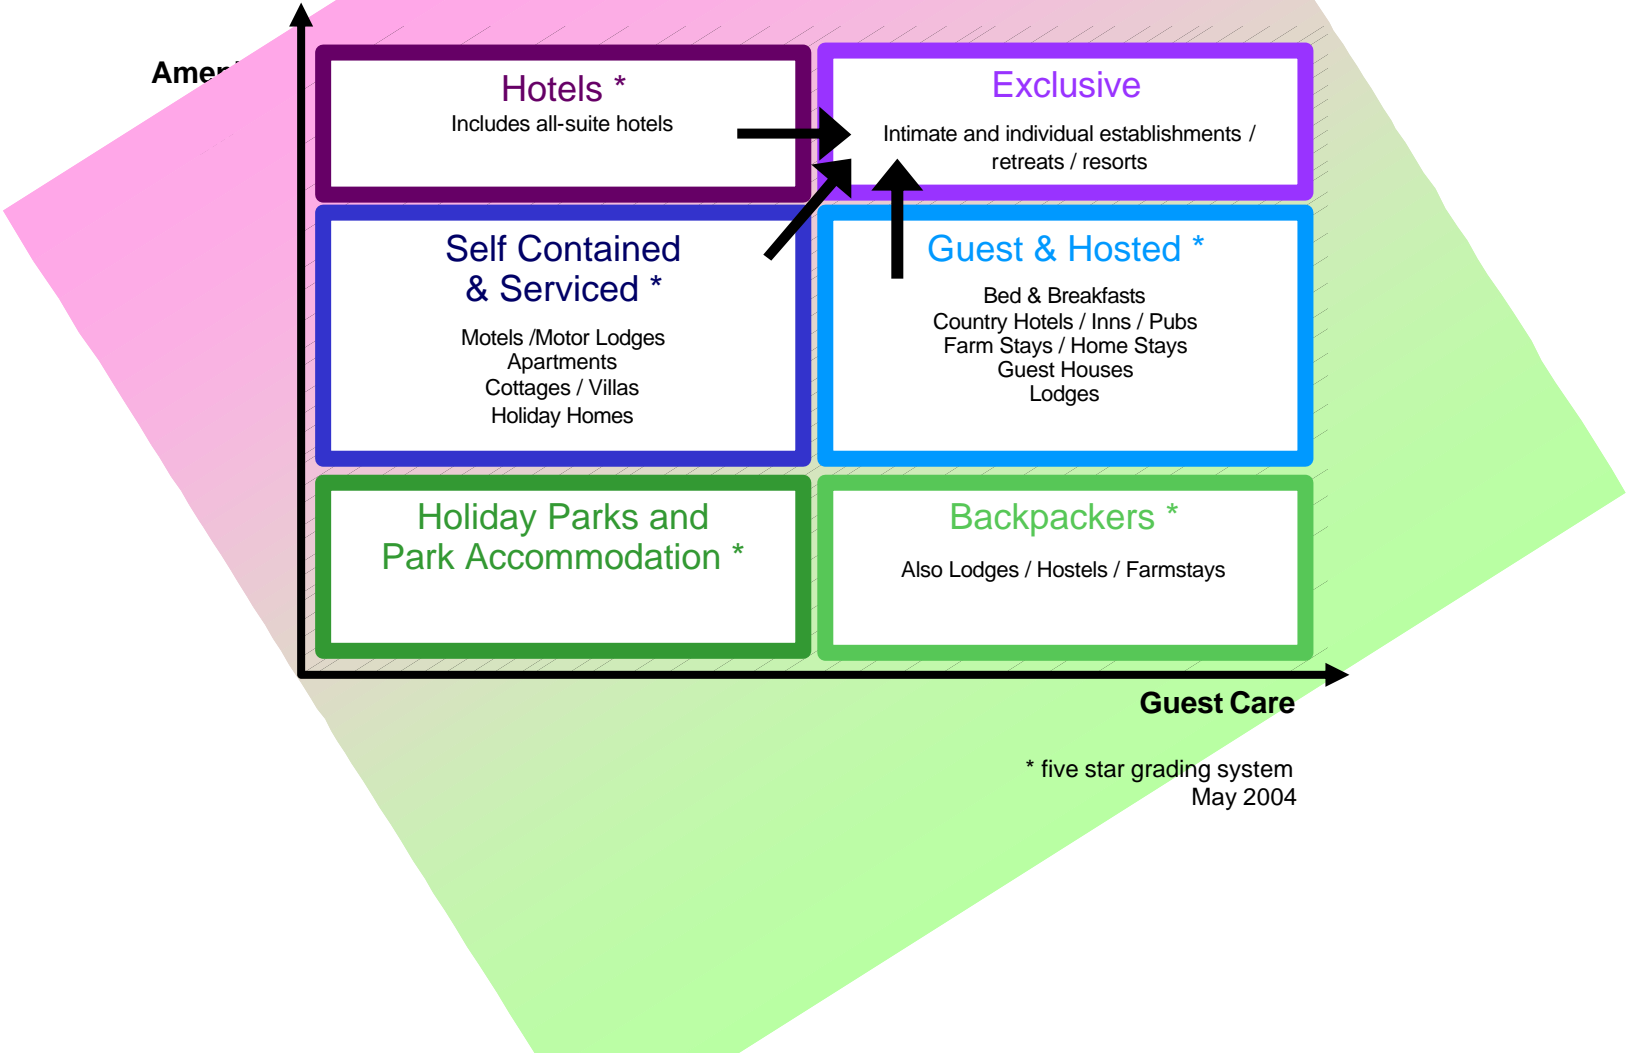 Hotels *
Includes all-suite hotels
Exclusive
Intimate and individual establishments /
retreats / resorts
Self Contained
& Serviced *
Motels /Motor Lodges
Apartments
Cottages / Villas
Holiday Homes
Guest & Hosted *
Bed & Breakfasts
Country Hotels / Inns / Pubs
Farm Stays / Home Stays
Guest Houses
Lodges
Holiday Parks and
Park Accommodation *
Backpackers *
Also Lodges / Hostels / Farmstays
Guest Care
* five star grading system
May 2004